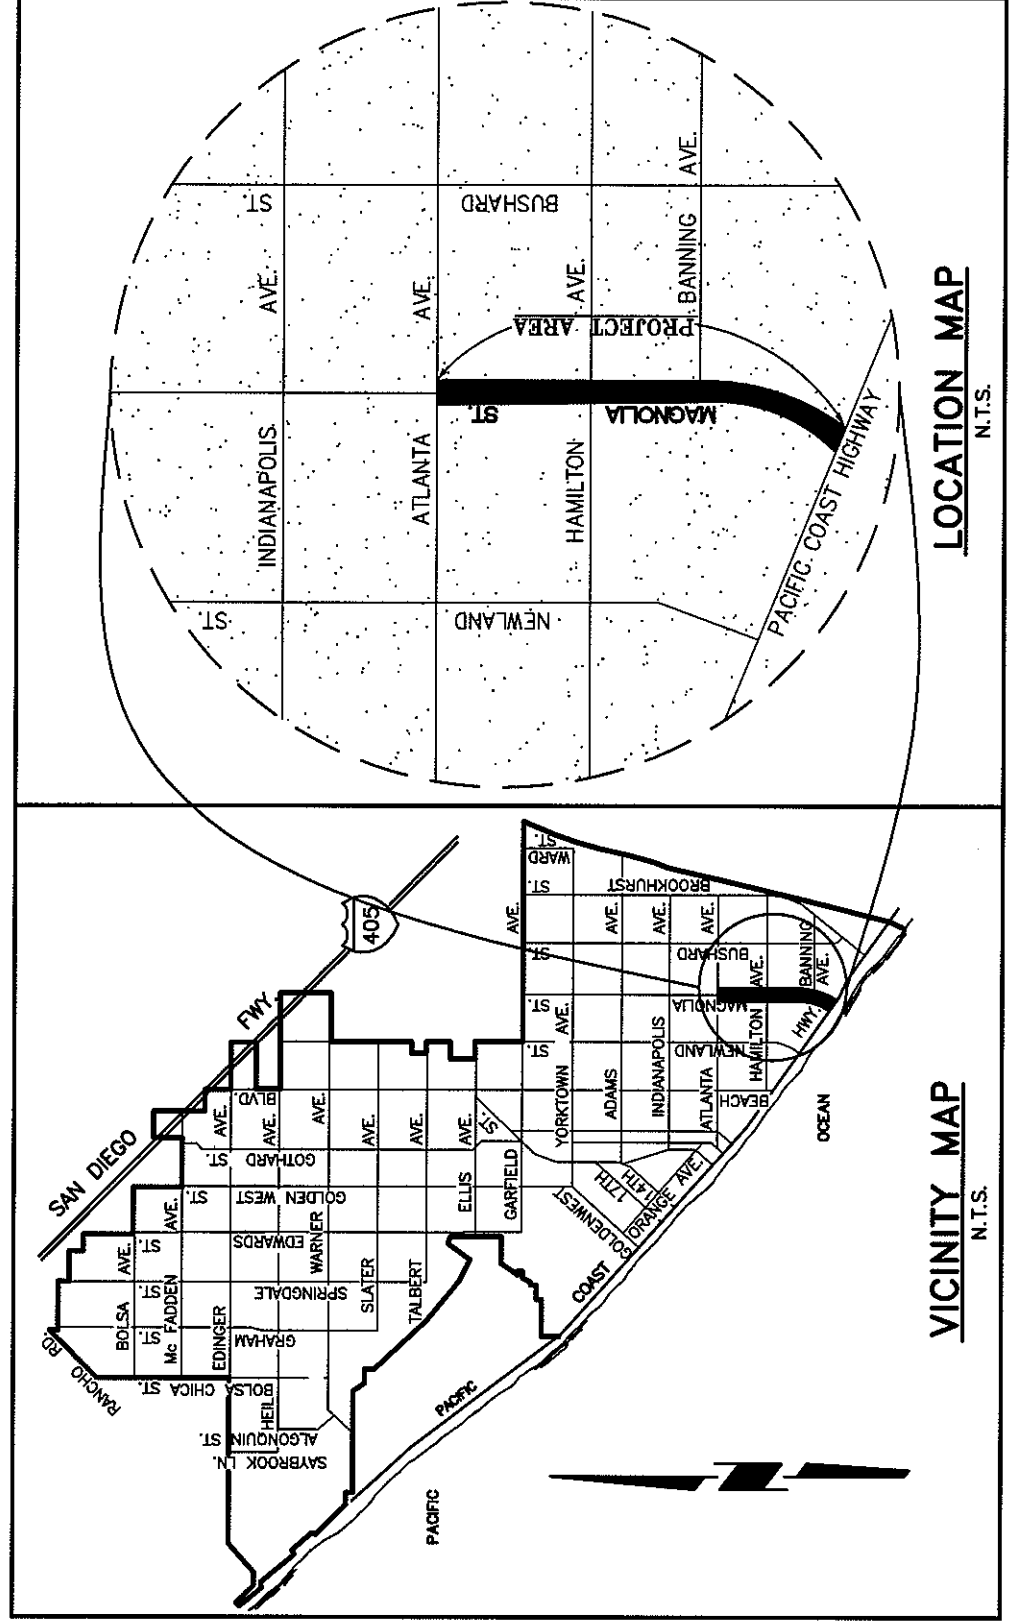 SAN DIEGO
FWY.
405
RANCHO
RD.
BOLSA
AVE.
Mc FADDEN
AVE.
EDINGER
AVE.
HEIL
AVE.
WARNER
AVE.
SLATER
AVE.
TALBERT
AVE.
ELLIS
AVE.
GARFIELD
AVE.
YORKTOWN
AVE.
ADAMS
AVE.
INDIANAPOLIS
AVE.
ATLANTA
AVE.
HAMILTON
AVE.
BANNING
AVE.
SAYBROOK LN.
ALGONQUIN ST.
BOLSA CHICA ST.
GRAHAM
ST.
SPRINGDALE
ST.
EDWARDS
ST.
GOLDEN WEST
ST.
GOTHARD
ST.
BLVD.
BEACH
NEWLAND
ST.
MAGNOLIA
ST.
BUSHARD
ST.
BROOKHURST
ST.
WARD
ST.
ST.
GOLDENWEST
17TH
14TH
ORANGE AVE.
PACIFIC
COAST
HWY.
PACIFIC
OCEAN
VICINITY MAP
N.T.S.
INDIANAPOLIS
AVE.
ATLANTA
AVE.
HAMILTON
AVE.
BANNING
AVE.
NEWLAND
ST.
MAGNOLIA
ST.
BUSHARD
ST.
PROJECT AREA
PACIFIC COAST HIGHWAY
LOCATION MAP
N.T.S.